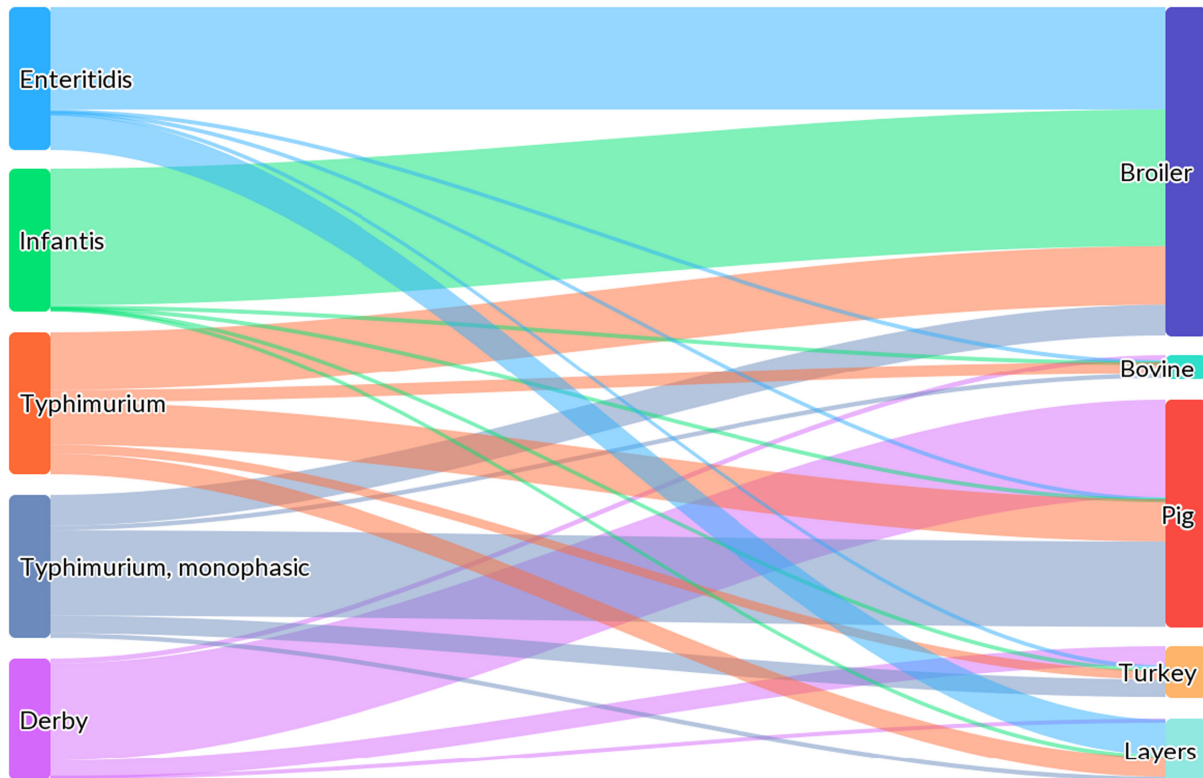 Enteritidis
Infantis
Typhimurium
Typhimurium, monophasic
Derby
Broiler
Bovine
Pig
Turkey
Layers